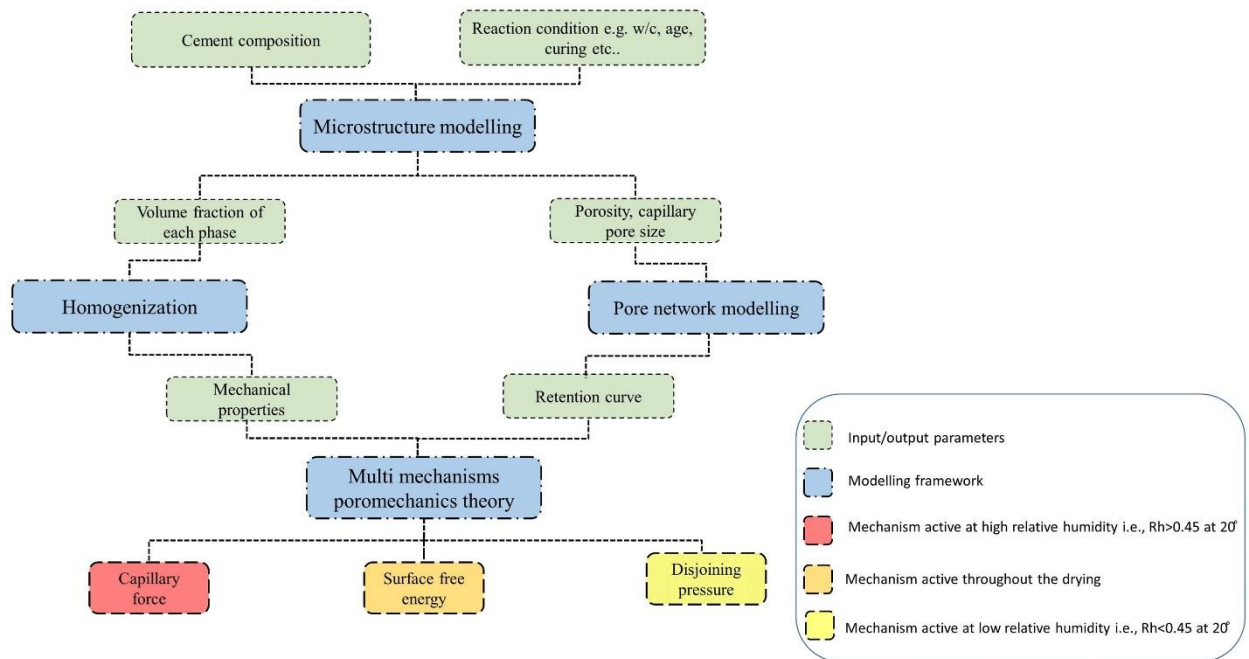 Cement composition
Reaction condition e.g. w/c, age,
curing etc..
Microstructure modelling
Volume fraction of
each phase
Porosity, capillary
pore size
Homogenization
Pore network modelling
Mechanical
properties
Retention curve
Multi mechanisms
poromechanics theory
Capillary
force
Surface free
energy
Disjoining
pressure
Input/output parameters
Modelling framework
Mechanism active at high relative humidity i.e., Rh>0.45 at 20°
Mechanism active throughout the drying
Mechanism active at low relative humidity i.e., Rh<0.45 at 20°